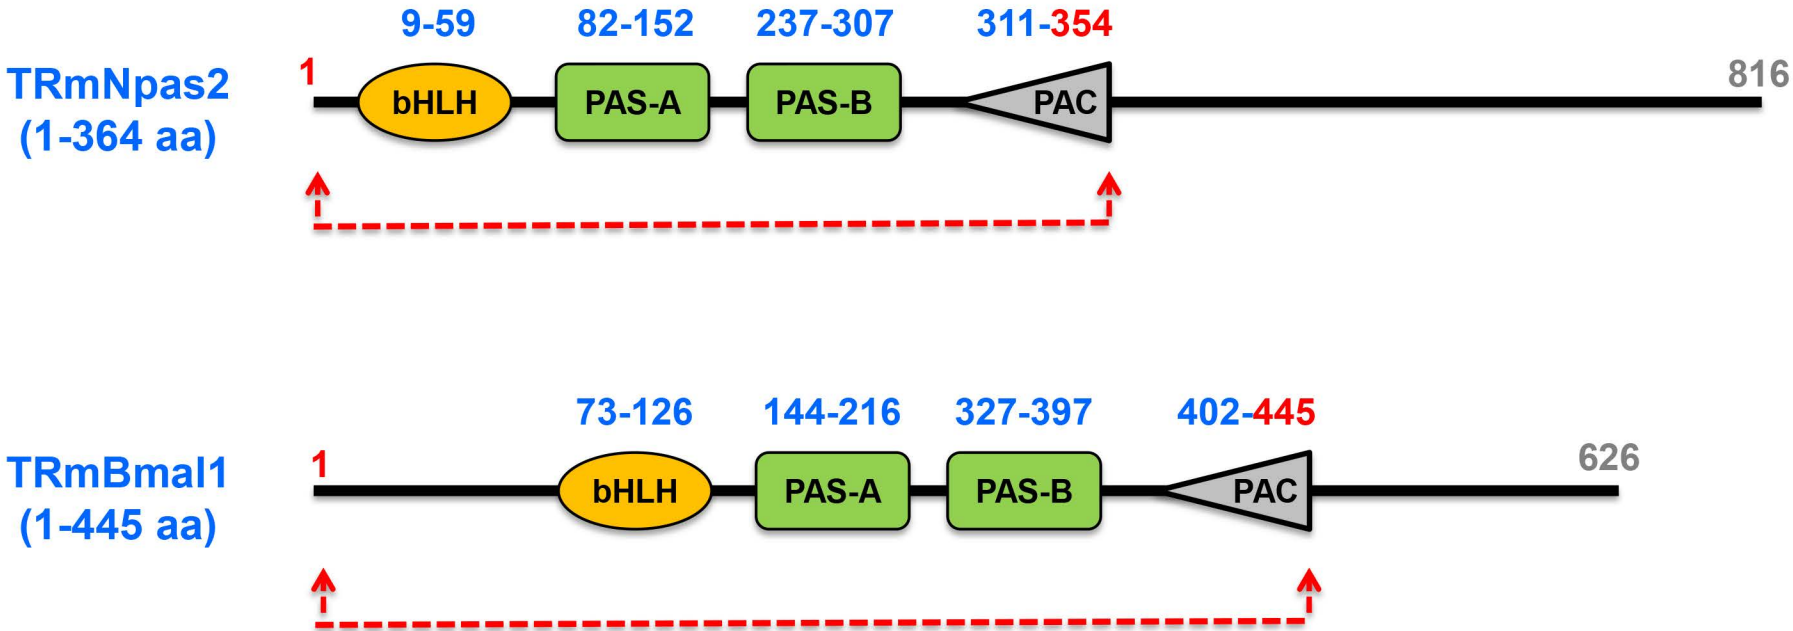 9-59 82-152 237-307 311-354
TRmNpas2
(1-364 aa)
1
bHLH PAS-A PAS-B PAC
816
73-126 144-216 327-397 402-445
TRmBmal1
(1-445 aa)
1
bHLH PAS-A PAS-B PAC
626